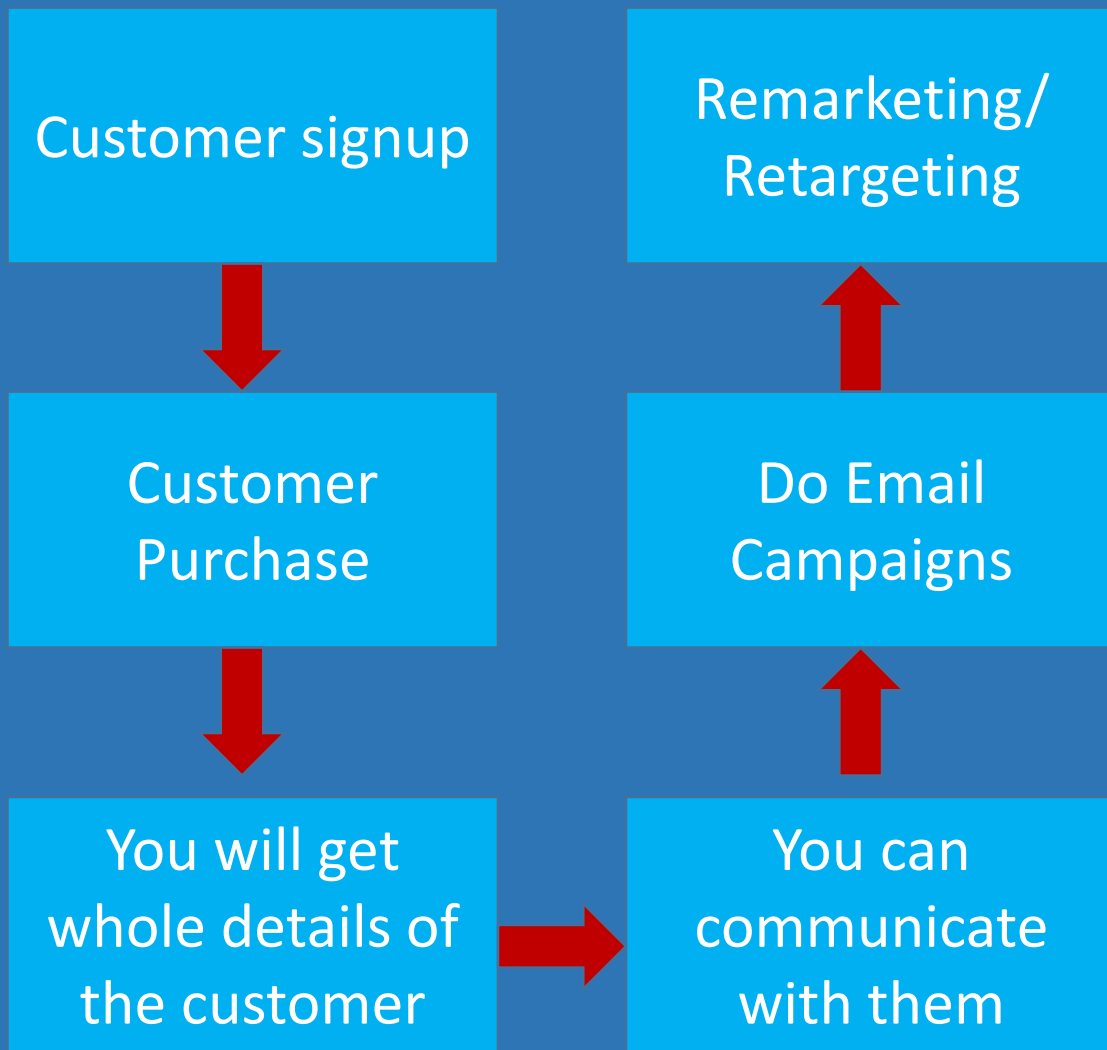 Customer signup
Customer
Purchase
You will get
whole details of
the customer
You can
communicate
with them
Do Email
Campaigns
Remarketing/
Retargeting